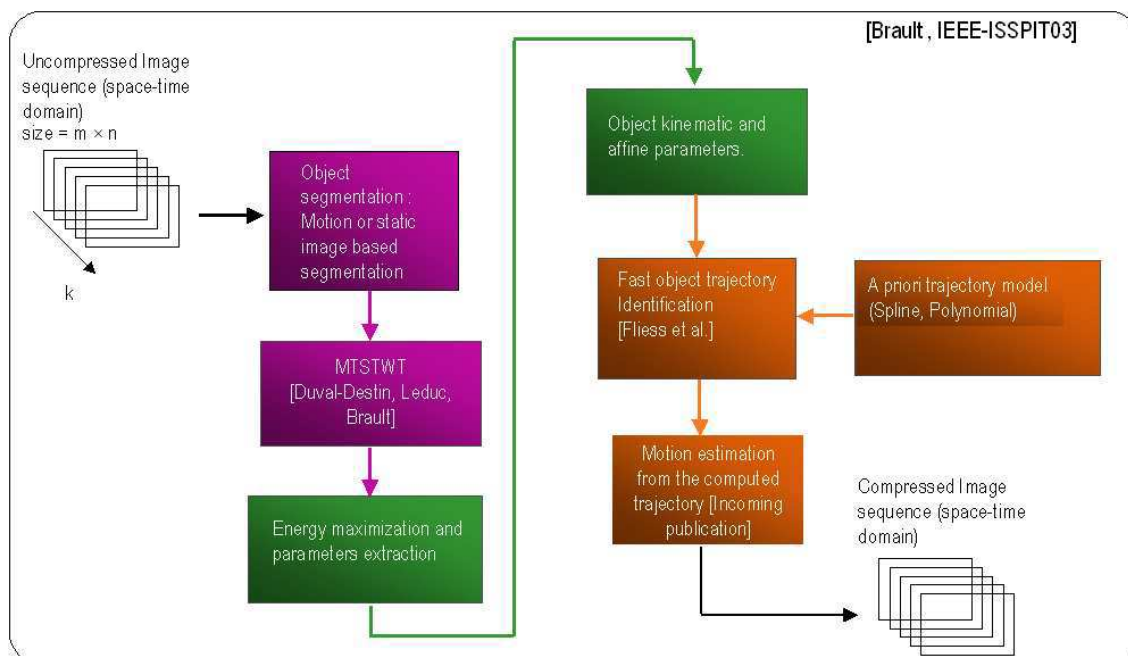 [Brault , IEEE-ISSPIT03]
Uncompressed Image
sequence (space-time
domain)
size = m × n
k
Object
segmentation :
Motion or static
image based
segmentation
MTSTWT
[Duval-Destin, Leduc,
Brault]
Energy maximization and
parameters extraction
Object kinematic and
affine parameters.
Fast object trajectory
Identification
[Fliess et al.]
A priori trajectory model
(Spline, Polynomial)
Motion estimation
from the computed
trajectory [Incoming
publication]
Compressed Image
sequence (space-time
domain)